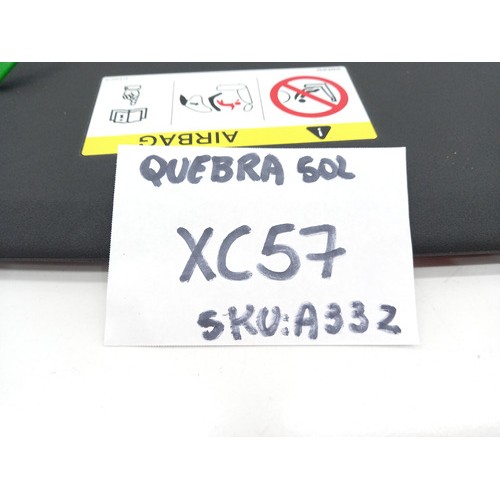 AIRBAG
QUEBRA SOL
XC57
SKU:A332